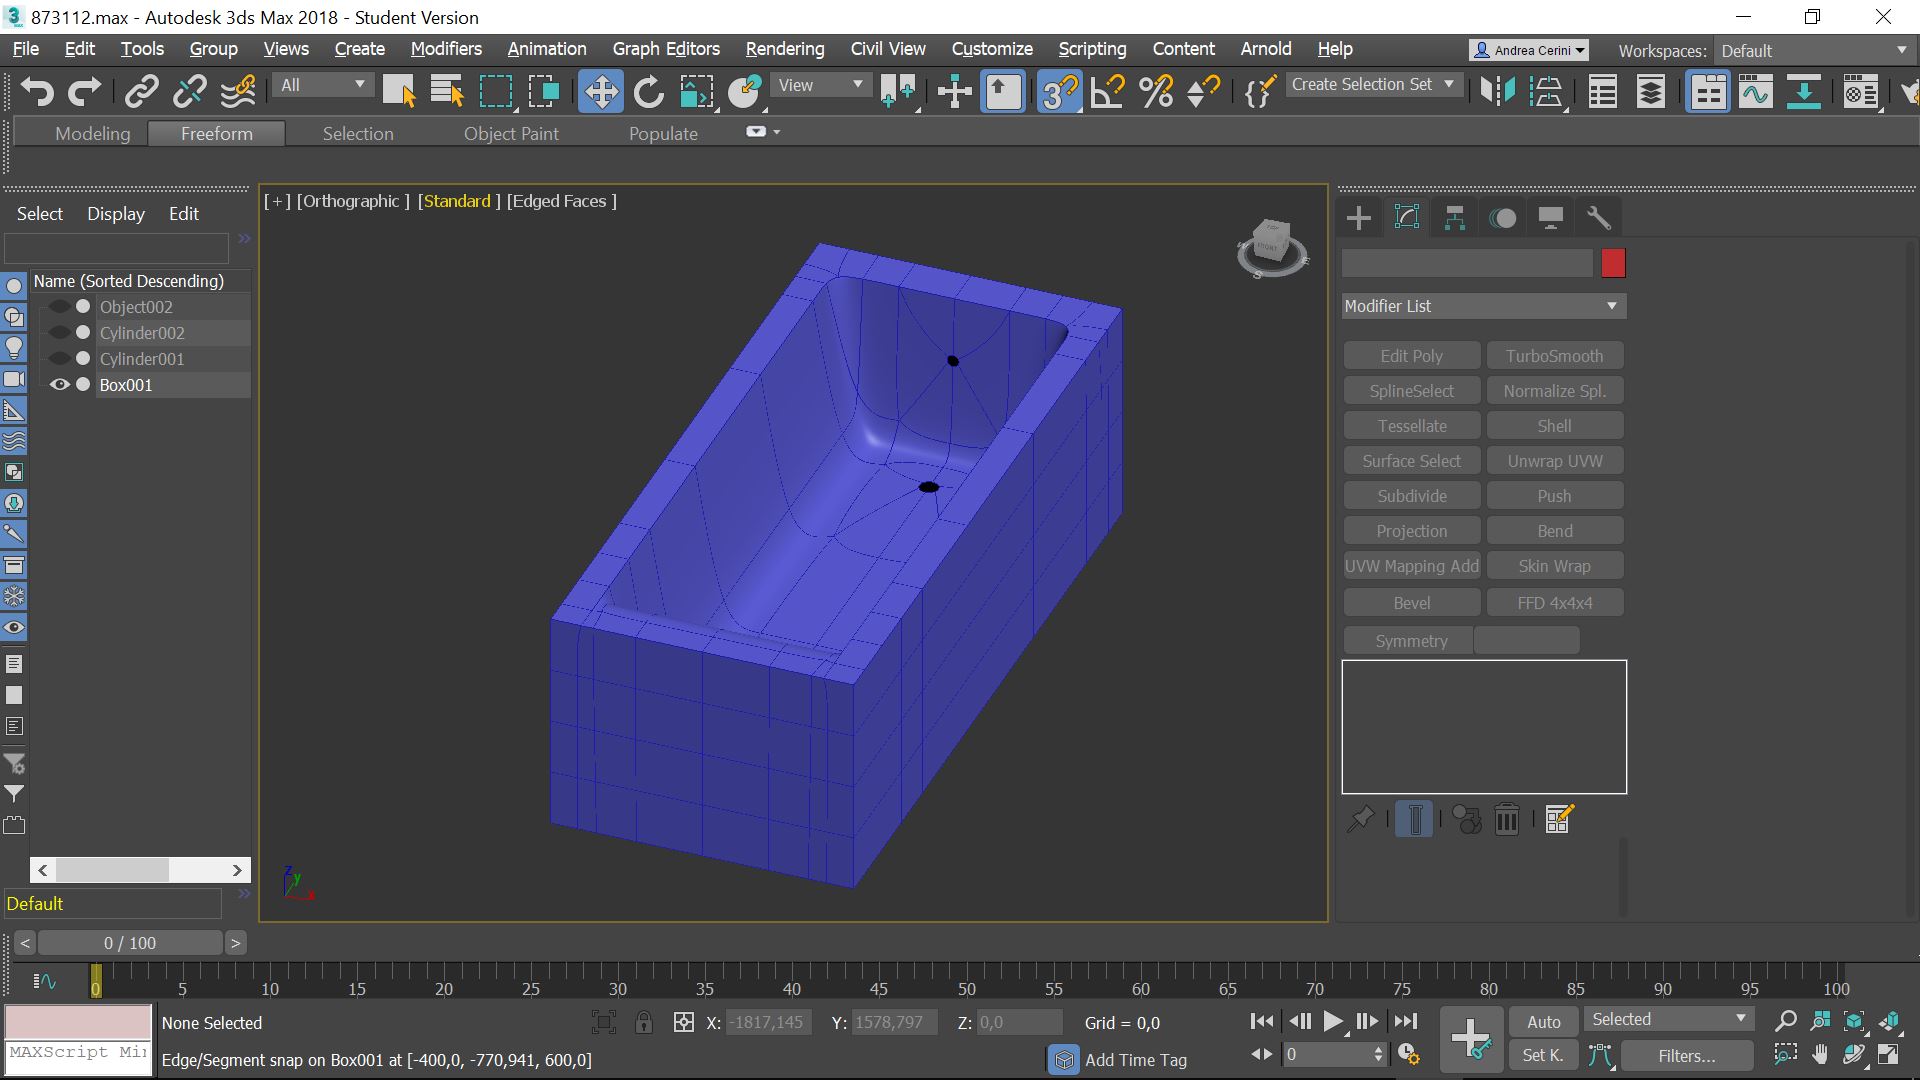 873112.max - Autodesk 3ds Max 2018 - Student Version
File Edit Tools Group Views Create Modifiers Animation Graph Editors Rendering Civil View Customize Scripting Content Arnold Help Andrea Cerini Workspaces: Default
All View 3 Create Selection Set
Modeling Freeform Selection Object Paint Populate
Select Display Edit
[ + ] [Orthographic ] [Standard ] [Edged Faces ]
TOP
FRONT
S
E
Name (Sorted Descending)
Object002
Cylinder002
Cylinder001
Box001
Modifier List
Edit Poly TurboSmooth
SplineSelect Normalize Spl.
Tessellate Shell
Surface Select Unwrap UVW
Subdivide Push
Projection Bend
UVW Mapping Add Skin Wrap
Bevel FFD 4x4x4
Symmetry
z
y
x
Default
< 0 / 100 >
0 5 10 15 20 25 30 35 40 45 50 55 60 65 70 75 80 85 90 95 100
None Selected X: -1817,145 Y: 1578,797 Z: 0,0 Grid = 0,0 Auto Selected
MAXScript Mi Edge/Segment snap on Box001 at [-400,0, -770,941, 600,0] Add Time Tag 0 Set K. Filters...